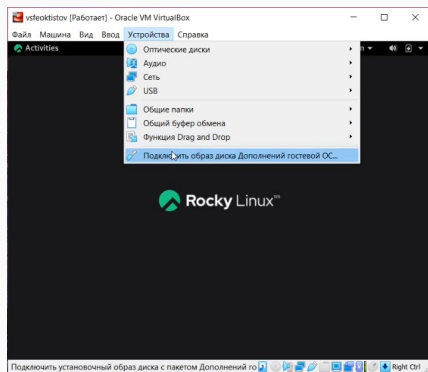 vsfeoktistov [Работает] - Oracle VM VirtualBox
Файл Машина Вид Ввод Устройства Справка
Activities
Оптические диски
Аудио
Сеть
USB
Общие папки
Общий буфер обмена
Функция Drag and Drop
Подключить образ диска Дополнений гостевой ОС...
Rocky Linux™
Подключить установочный образ диска с пакетом Дополнений го
Right Ctrl